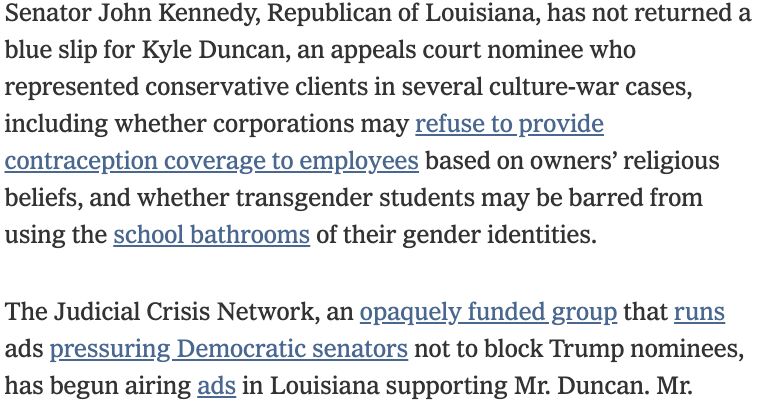 Senator John Kennedy, Republican of Louisiana, has not returned a
blue slip for Kyle Duncan, an appeals court nominee who
represented conservative clients in several culture-war cases,
including whether corporations may refuse to provide
contraception coverage to employees based on owners’ religious
beliefs, and whether transgender students may be barred from
using the school bathrooms of their gender identities.
The Judicial Crisis Network, an opaquely funded group that runs
ads pressuring Democratic senators not to block Trump nominees,
has begun airing ads in Louisiana supporting Mr. Duncan. Mr.